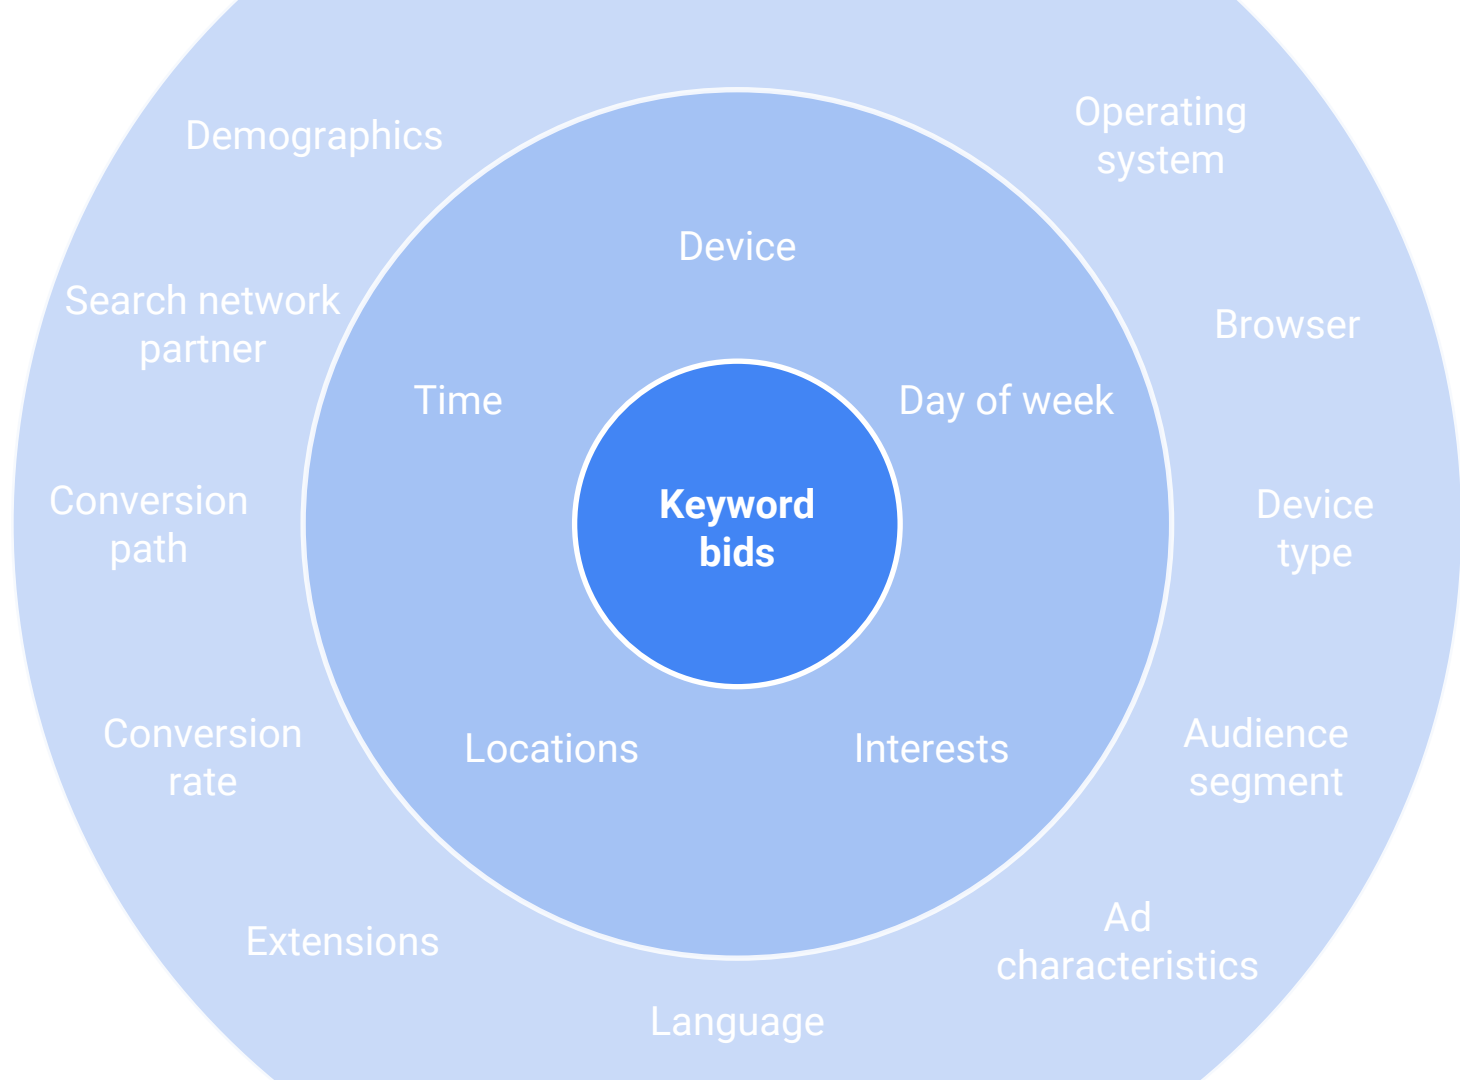 Demographics
Operating
system
Device
Search network
partner
Browser
Time
Day of week
Keyword
bids
Conversion
path
Device
type
Conversion
rate
Locations
Interests
Audience
segment
Extensions
Ad
characteristics
Language